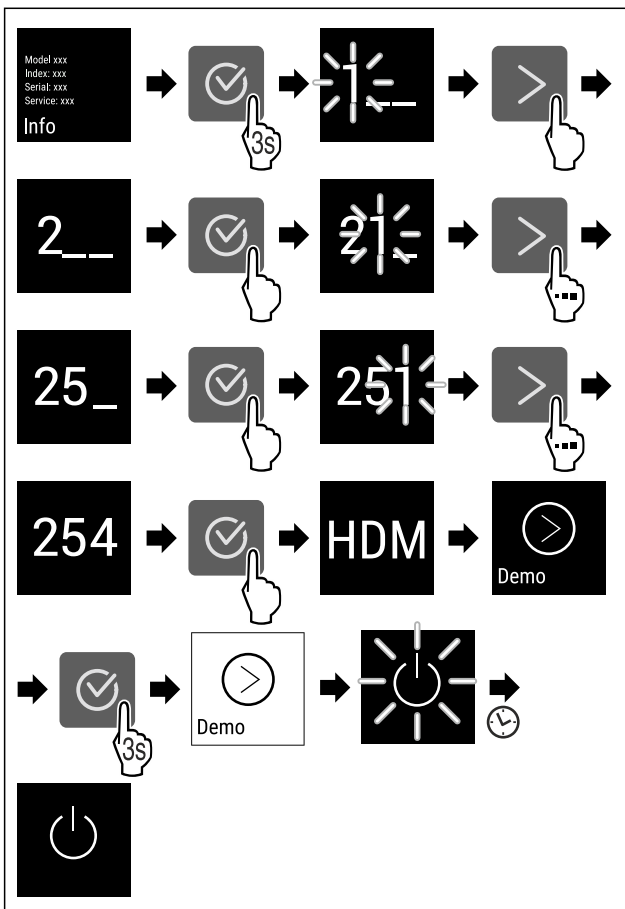 Model xxx
Index: xxx
Serial: xxx
Service: xxx
Info
3s
1__
2__
21_
25_
251
254
HDM
Demo
3s
Demo